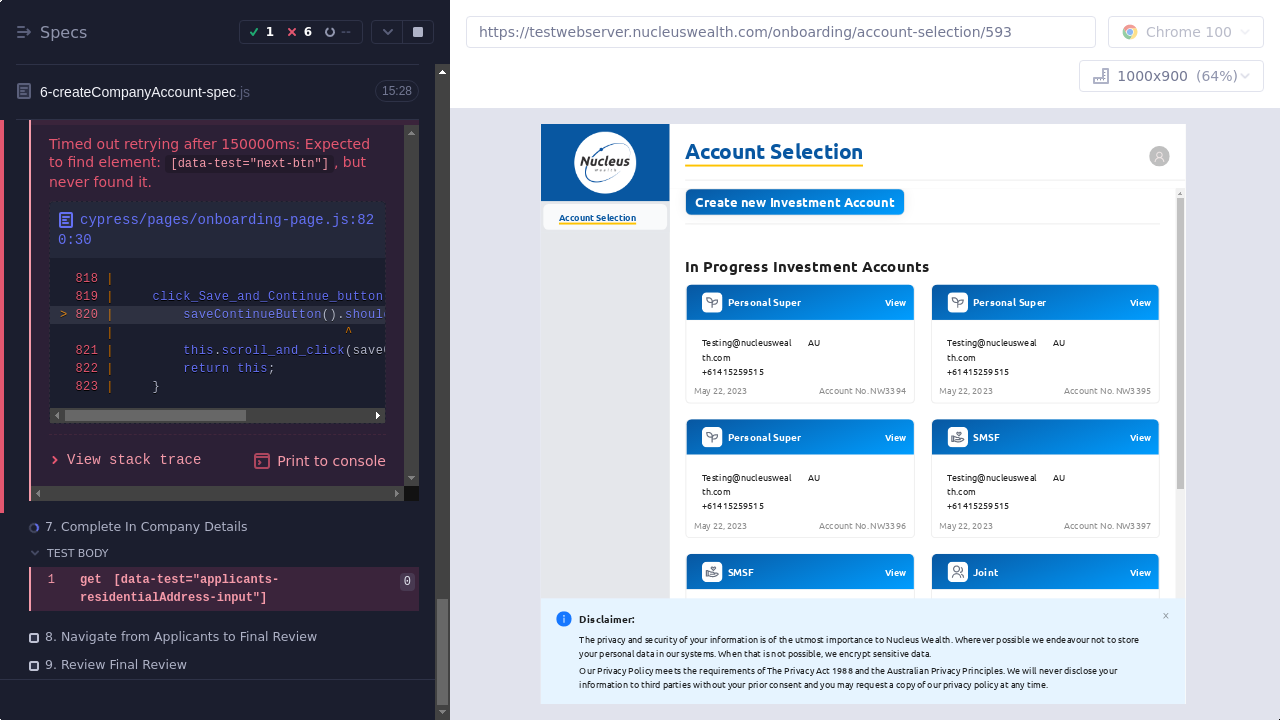 Specs
1
6
--
6-createCompanyAccount-spec.js
15:28
Timed out retrying after 150000ms: Expected
to find element: [data-test="next-btn"], but
never found it.
cypress/pages/onboarding-page.js:82
0:30
818 |
819 | click_Save_and_Continue_button
> 820 | saveContinueButton().should
| ^
821 | this.scroll_and_click(save
822 | return this;
823 | }
View stack trace
Print to console
7. Complete In Company Details
TEST BODY
1 get [data-test="applicants-
residentialAddress-input"]
0
8. Navigate from Applicants to Final Review
9. Review Final Review
https://testwebserver.nucleuswealth.com/onboarding/account-selection/593
Chrome 100
1000x900 (64%)
Nucleus
Wealth
Account Selection
Account Selection
Create new Investment Account
In Progress Investment Accounts
Personal Super View
Testing@nucleusweal AU
th.com
+61415259515
May 22, 2023 Account No. NW3394
Personal Super View
Testing@nucleusweal AU
th.com
+61415259515
May 22, 2023 Account No. NW3395
Personal Super View
Testing@nucleusweal AU
th.com
+61415259515
May 22, 2023 Account No. NW3396
SMSF View
Testing@nucleusweal AU
th.com
+61415259515
May 22, 2023 Account No. NW3397
SMSF View
Joint View
Disclaimer:
x
The privacy and security of your information is of the utmost importance to Nucleus Wealth. Wherever possible we endeavour not to store
your personal data in our systems. When that is not possible, we encrypt sensitive data.
Our Privacy Policy meets the requirements of The Privacy Act 1988 and the Australian Privacy Principles. We will never disclose your
information to third parties without your prior consent and you may request a copy of our privacy policy at any time.